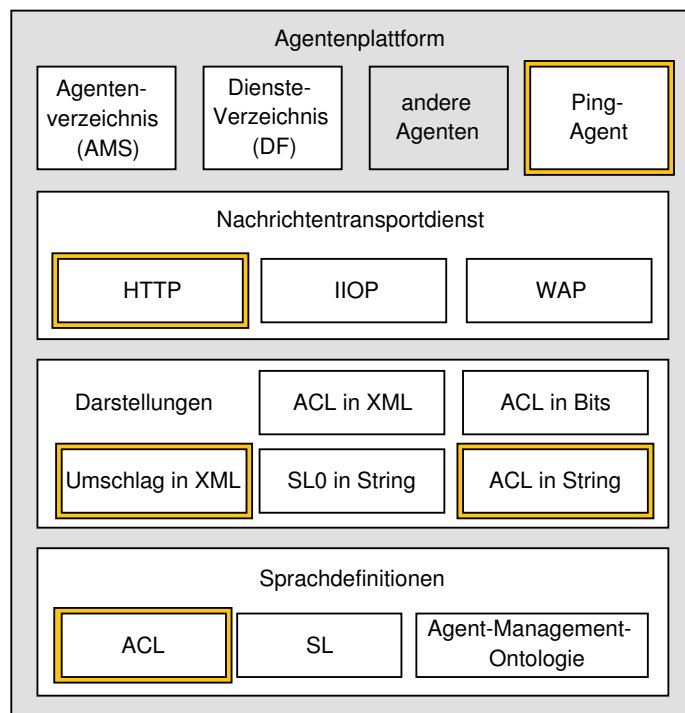 Agentenplattform
Agenten-
verzeichnis
(AMS)
Dienste-
Verzeichnis
(DF)
andere
Agenten
Ping-
Agent
Nachrichtentransportdienst
HTTP
IIOP
WAP
Darstellungen
ACL in XML
ACL in Bits
Umschlag in XML
SL0 in String
ACL in String
Sprachdefinitionen
ACL
SL
Agent-Management-
Ontologie